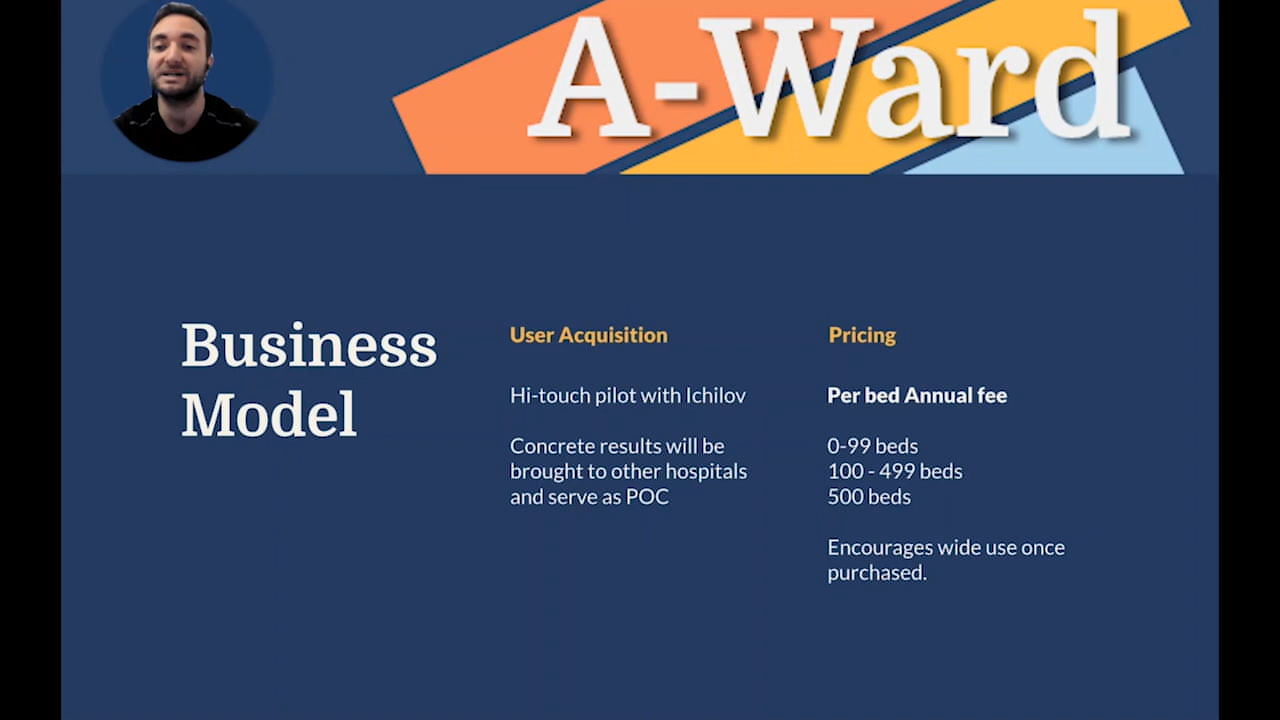 A-Ward
Business
Model
User Acquisition
Hi-touch pilot with Ichilov
Concrete results will be
brought to other hospitals
and serve as POC
Pricing
Per bed Annual fee
0-99 beds
100 - 499 beds
500 beds
Encourages wide use once
purchased.